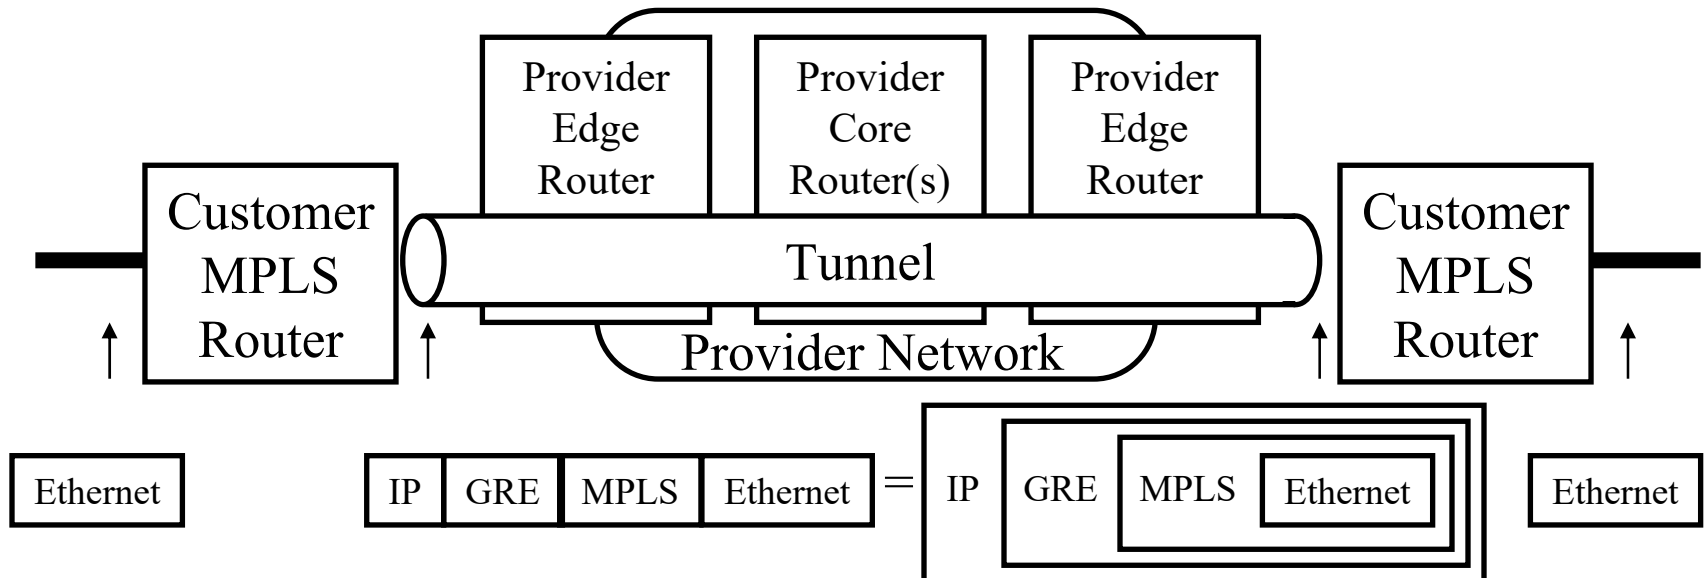 Provider
Edge
Router
Provider
Core
Router(s)
Provider
Edge
Router
Customer
MPLS
Router
Tunnel
Customer
MPLS
Router
Provider Network
Ethernet
IP GRE MPLS Ethernet = IP GRE MPLS Ethernet
Ethernet